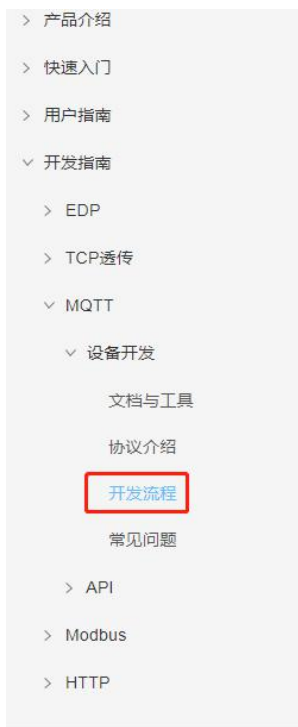 产品介绍
快速入门
用户指南
开发指南
EDP
TCP透传
MQTT
设备开发
文档与工具
协议介绍
开发流程
常见问题
API
Modbus
HTTP